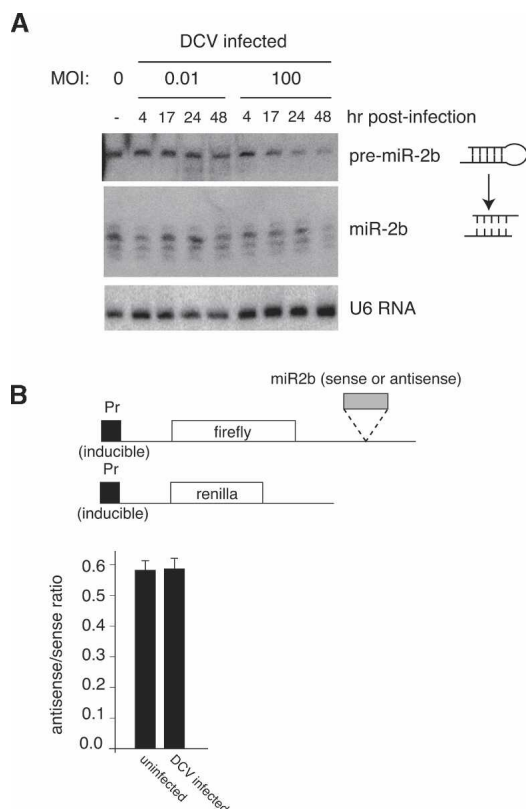 A
DCV infected
MOI: 0 0.01 100
- 4 17 24 48 4 17 24 48 hr post-infection
pre-miR-2b
miR-2b
U6 RNA
B
miR2b (sense or antisense)
Pr
firefly
(inducible)
Pr
renilla
(inducible)
antisense/sense ratio
0.6
0.5
0.4
0.3
0.2
0.1
0.0
uninfected
DCV infected